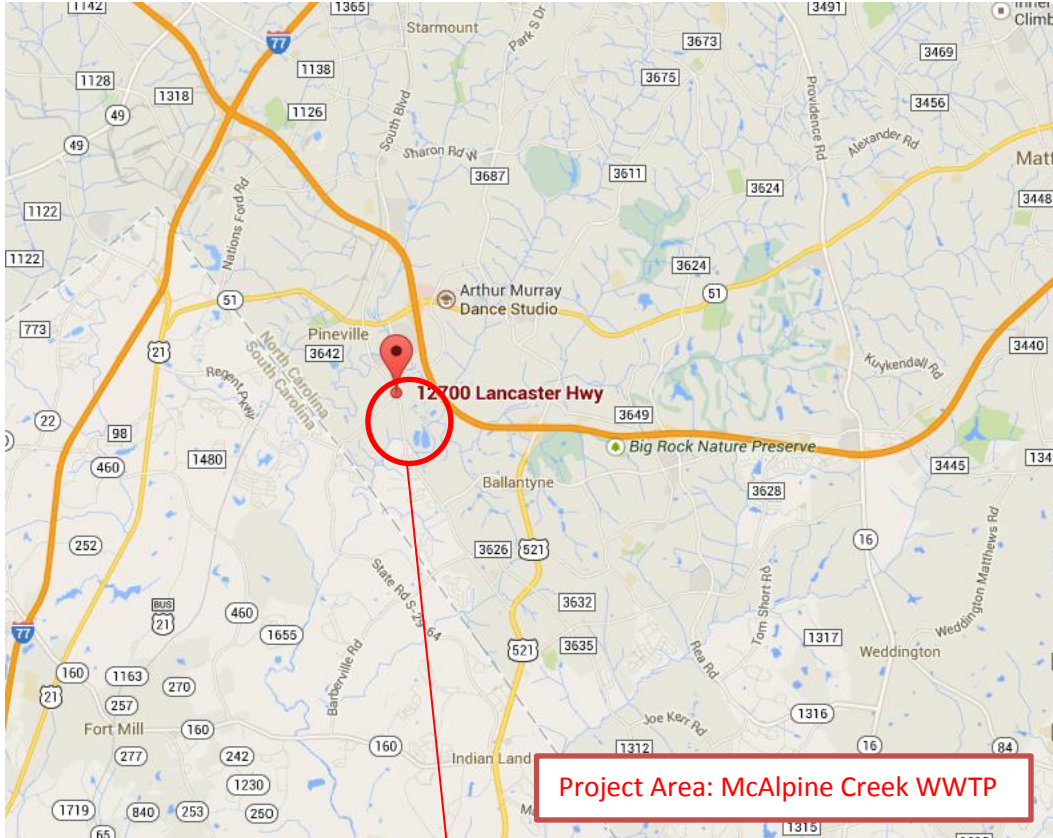 1142
1365
3491
Climb
Starmount
Park S Dr
77
3673
3469
1128
1138
3675
1318
3456
49
1126
South Blvd
Providence Rd
Alexander Rd
49
Sharon Rd W
Matt
3687
3611
3624
3448
1122
Nations Ford Rd
1122
3624
51
Arthur Murray
Dance Studio
51
773
Pineville
North Carolina
South Carolina
3642
21
3440
Kuykendall Rd
Regent Pkwy
12700 Lancaster Hwy
22
98
3649
Big Rock Nature Preserve
460
1480
3445
134
Ballantyne
3628
252
3626
521
16
Weddington Matthews Rd
State Rd S-29-64
BUS
21
460
3632
Tom Short Rd
77
1655
1317
521
3635
Weddington
160
1163
270
Barberville Rd
Rea Rd
21
257
1316
Fort Mill
160
Joe Kerr Rd
277
242
160
Indian Land
1312
16
84
1230
Project Area: McAlpine Creek WWTP
1719
840
253
250
1315
65